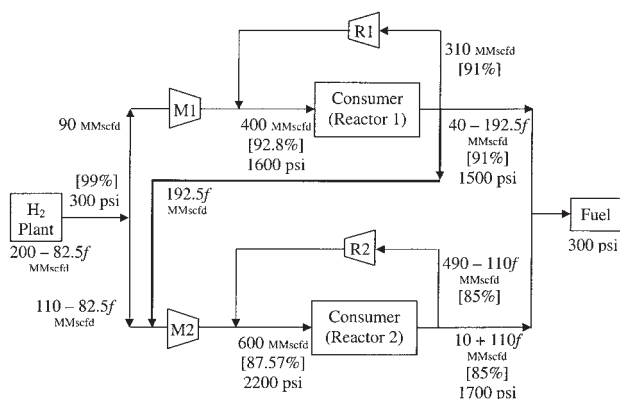 R1
310 MMscfd
[91%]
M1
Consumer
(Reactor 1)
90 MMscfd
400 MMscfd
[92.8%]
1600 psi
40 – 192.5f
MMscfd
[91%]
1500 psi
[99%]
300 psi
192.5f
MMscfd
H2
Plant
Fuel
300 psi
200 – 82.5f
MMscfd
R2
490 – 110f
MMscfd
[85%]
110 – 82.5f
MMscfd
M2
Consumer
(Reactor 2)
600 MMscfd
[87.57%]
2200 psi
10 + 110f
MMscfd
[85%]
1700 psi